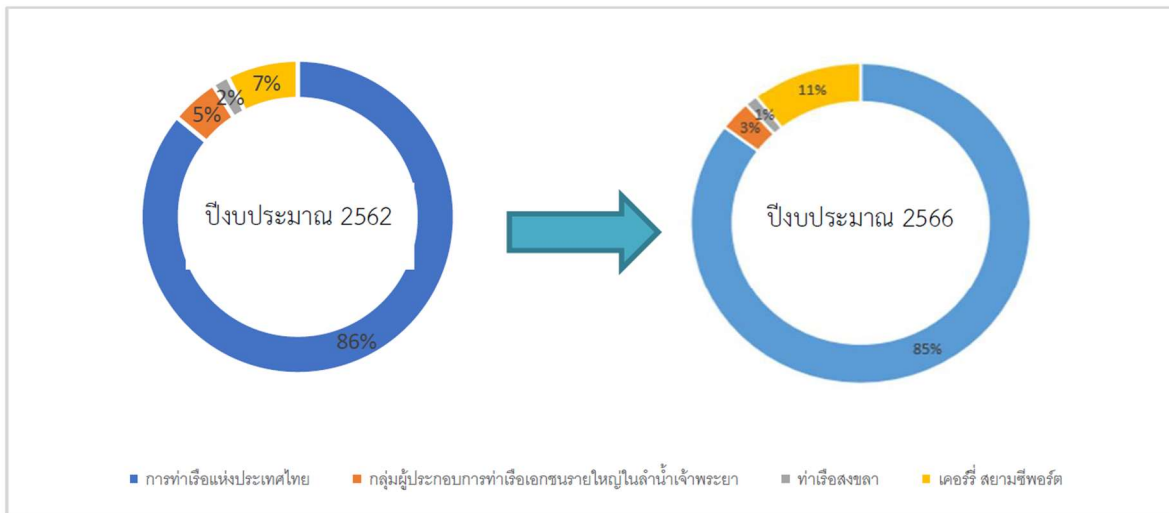 7%
2%
5%
ปีงบประมาณ 2562
86%
11%
1%
3%
ปีงบประมาณ 2566
85%
การท่าเรือแห่งประเทศไทย
กลุ่มผู้ประกอบการท่าเรือเอกชนรายใหญ่ในลำน้ำเจ้าพระยา
ท่าเรือสงขลา
เคอร์รี่ สยามซีพอร์ต